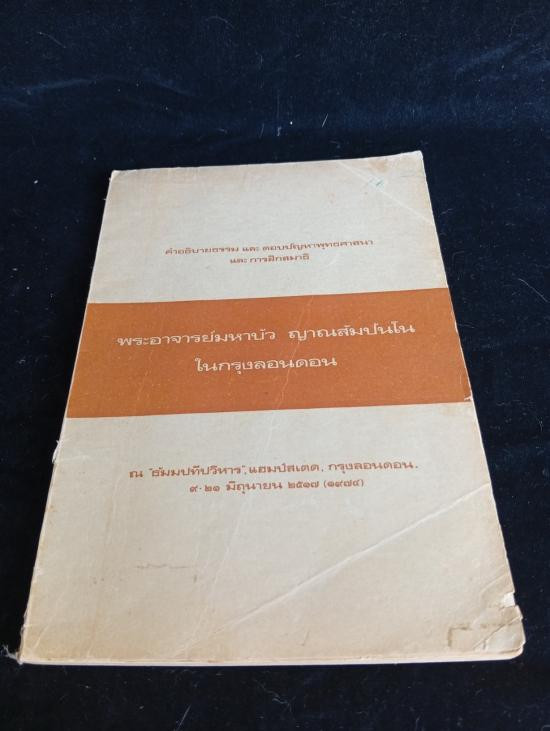 คำอธิบายธรรม และ ตอบปัญหาพุทธศาสนา
และ การฝึกสมาธิ
พระอาจารย์มหาบัว ญาณสัมปันโน
ในกรุงลอนดอน
ณ "ธัมมปทีปวิหาร", แฮมป์สเตด, กรุงลอนดอน.
๙-๒๑ มิถุนายน ๒๕๑๗ (๑๙๗๔)